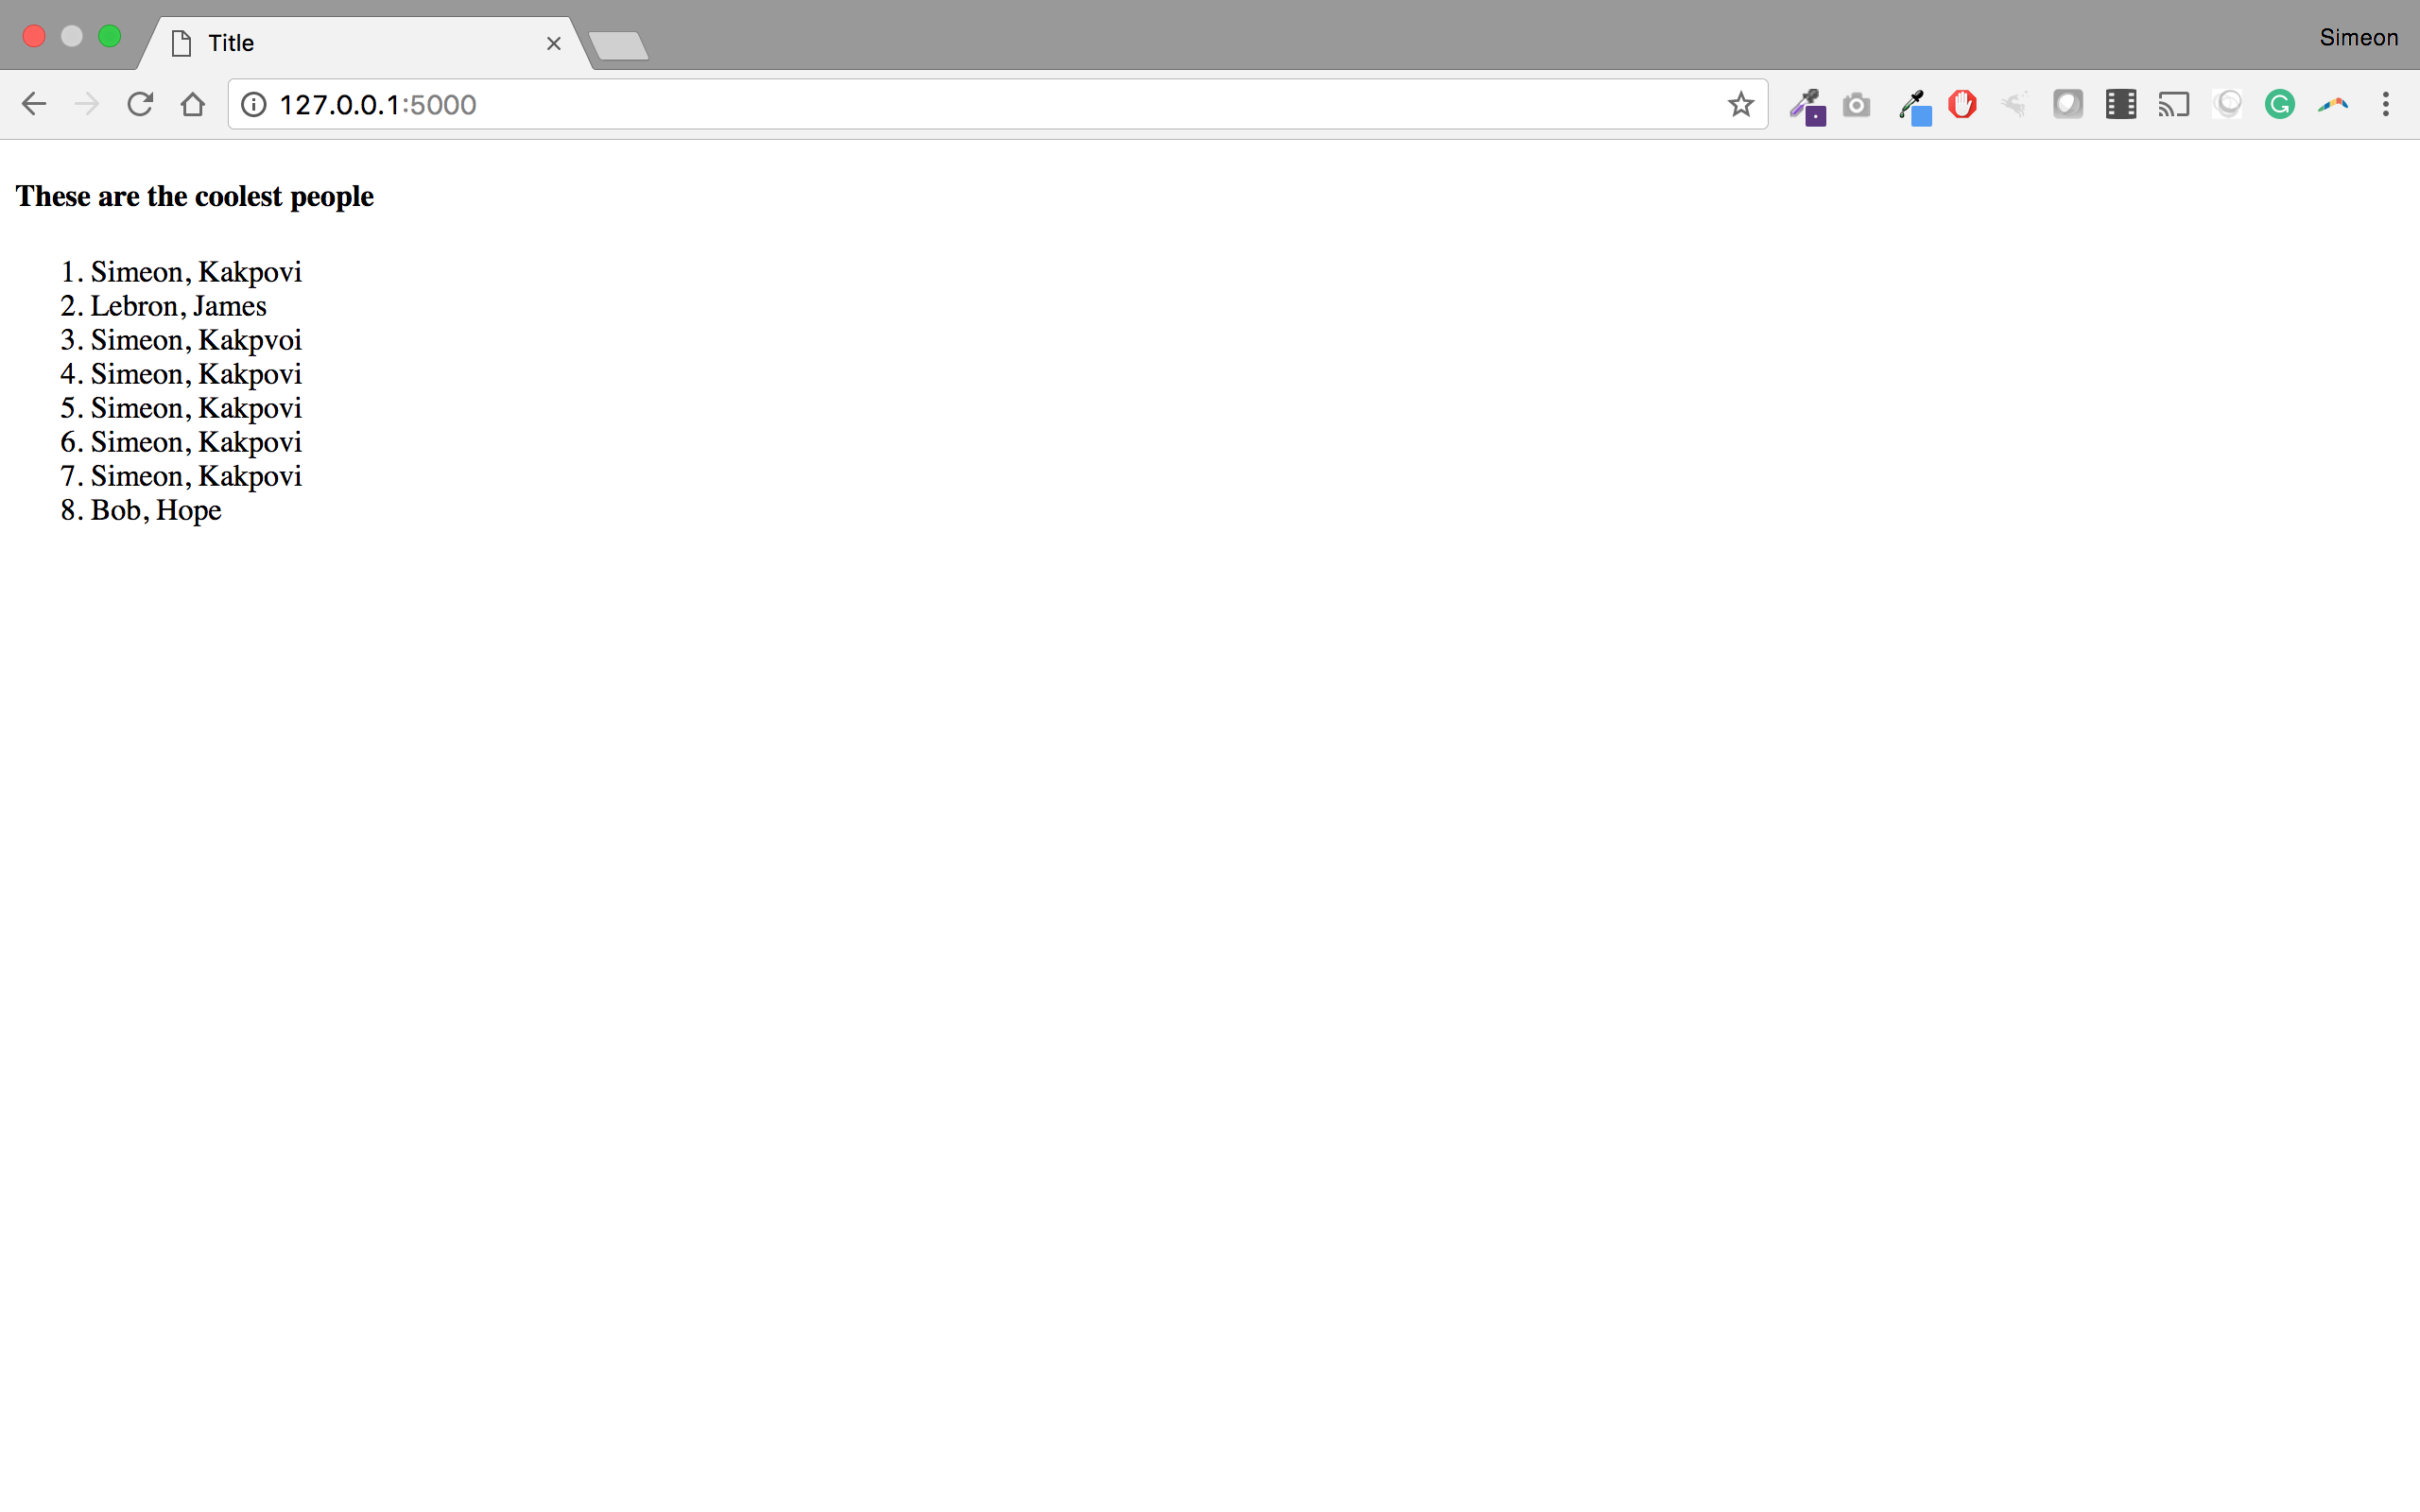 Title
Simeon
127.0.0.1:5000
These are the coolest people
1. Simeon, Kakpovi
2. Lebron, James
3. Simeon, Kakpvoi
4. Simeon, Kakpovi
5. Simeon, Kakpovi
6. Simeon, Kakpovi
7. Simeon, Kakpovi
8. Bob, Hope